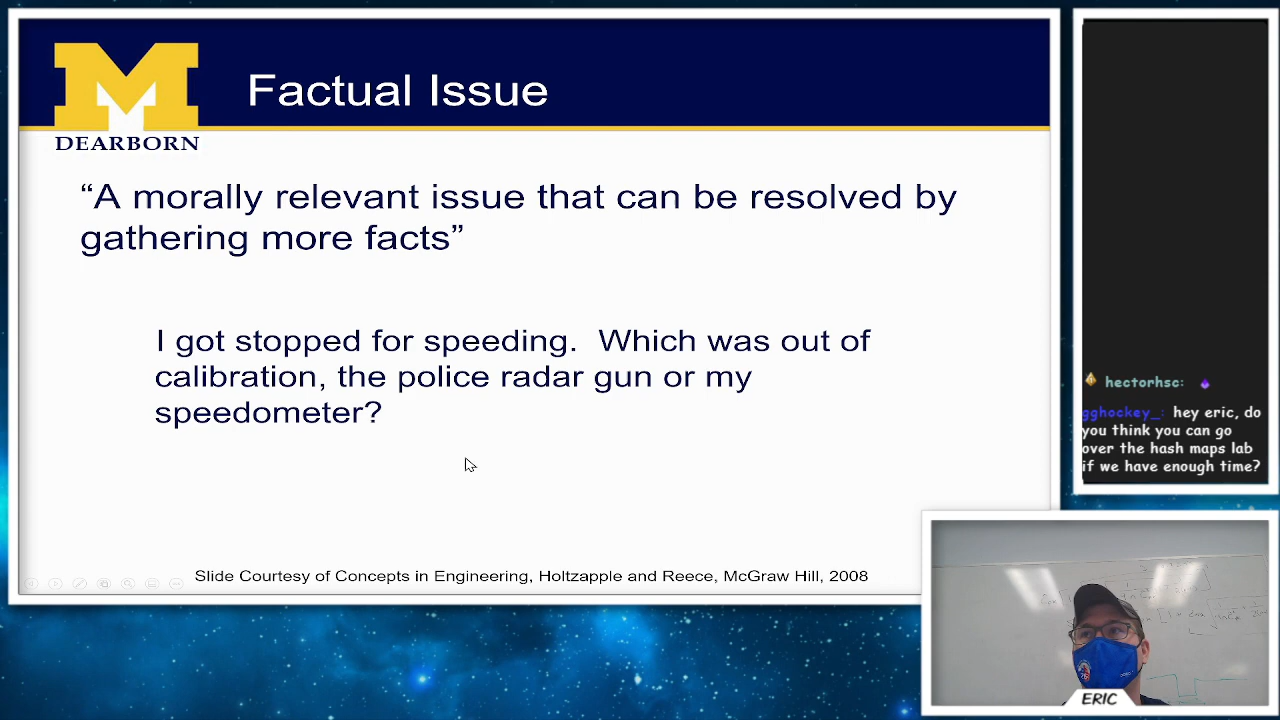 DEARBORN
Factual Issue
“A morally relevant issue that can be resolved by
gathering more facts”
I got stopped for speeding.  Which was out of
calibration, the police radar gun or my
speedometer?
Slide Courtesy of Concepts in Engineering, Holtzapple and Reece, McGraw Hill, 2008
hectorhsc:
gghockey_: hey eric, do
you think you can go
over the hash maps lab
if we have enough time?
ERIC